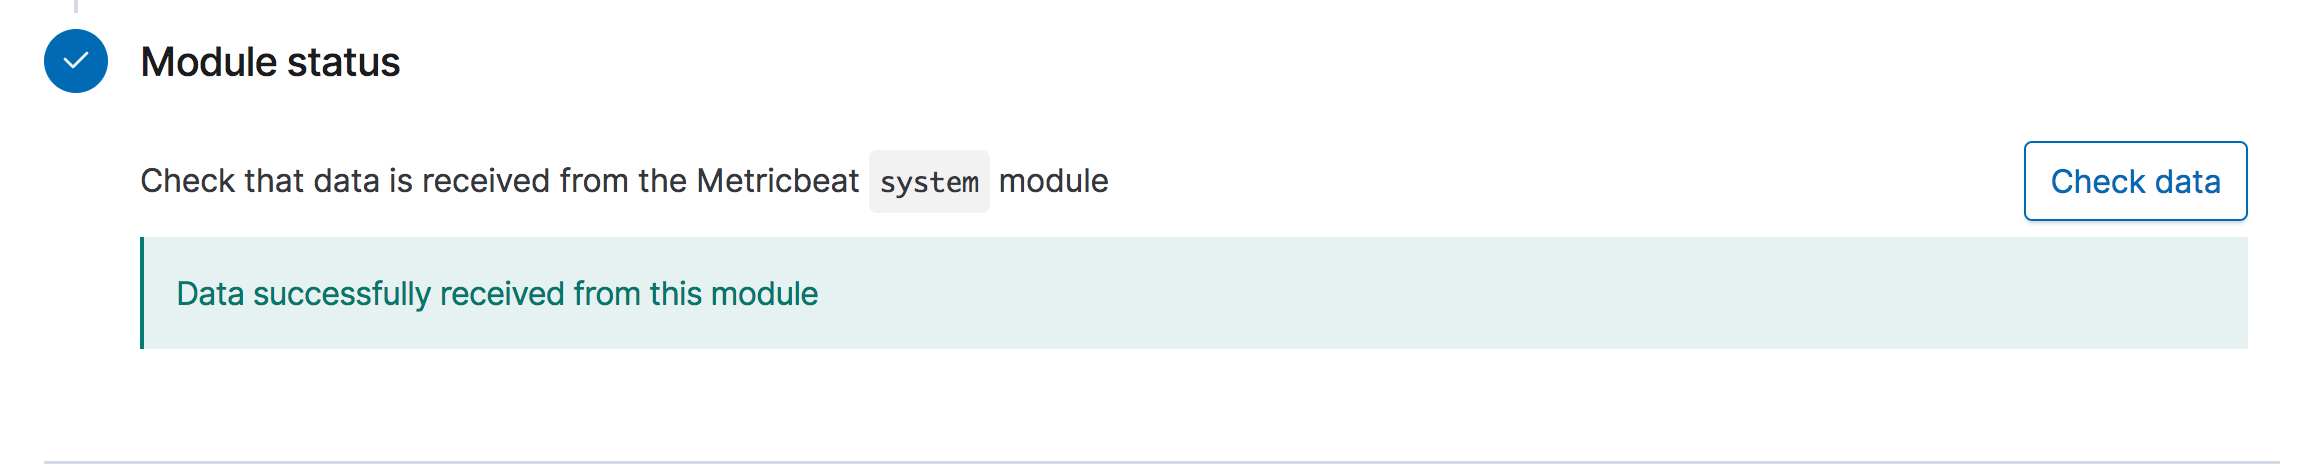 Module status
Check that data is received from the Metricbeat system module
Check data
Data successfully received from this module